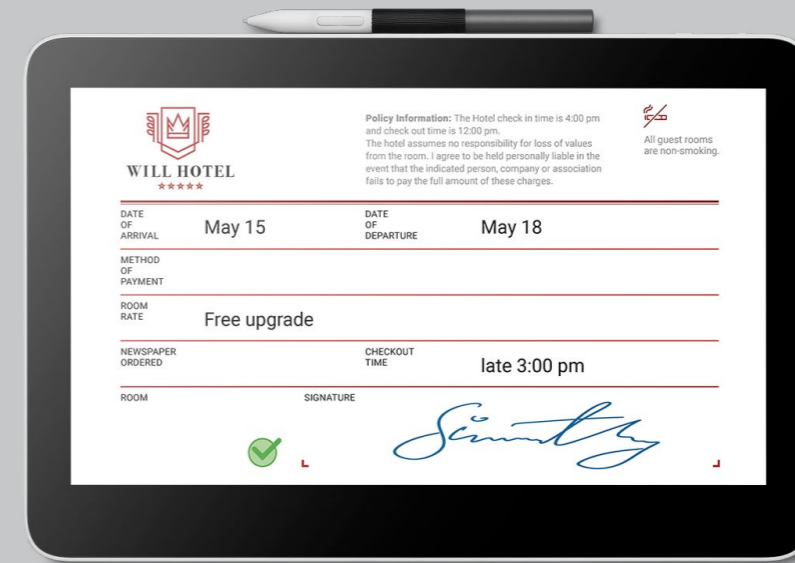 WILL HOTEL
Policy Information: The Hotel check in time is 4:00 pm
and check out time is 12:00 pm.
The hotel assumes no responsibility for loss of values
from the room. I agree to be held personally liable in the
event that the indicated person, company or association
fails to pay the full amount of these charges.
All guest rooms
are non-smoking.
DATE
OF
ARRIVAL
May 15
DATE
OF
DEPARTURE
May 18
METHOD
OF
PAYMENT
ROOM
RATE
Free upgrade
NEWSPAPER
ORDERED
CHECKOUT
TIME
late 3:00 pm
ROOM
SIGNATURE